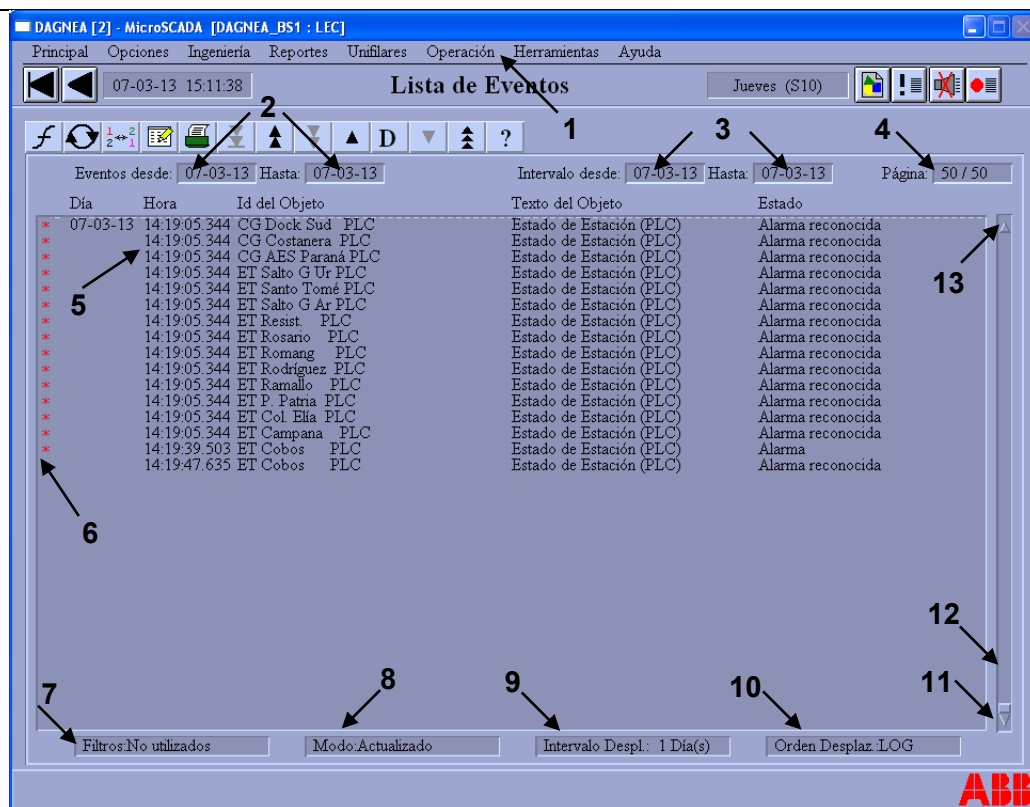 DAGNEA [2] - MicroSCADA [DAGNEA_BS1 : LEC]
Principal Opciones Ingeniería Reportes Unifilares Operación Herramientas Ayuda
07-03-13 15:11:38 Lista de Eventos Jueves (S10)
2 1 3 4
f 1 2 2 1 D ?
Eventos desde: 07-03-13 Hasta: 07-03-13 Intervalo desde: 07-03-13 Hasta: 07-03-13 Página: 50 / 50
Día Hora Id del Objeto Texto del Objeto Estado
* 07-03-13 14:19:05.344 CG Dock Sud PLC Estado de Estación (PLC) Alarma reconocida
* 14:19:05.344 CG Costanera PLC Estado de Estación (PLC) Alarma reconocida
* 14:19:05.344 CG AES Paraná PLC Estado de Estación (PLC) Alarma reconocida
* 14:19:05.344 ET Salto G Ur PLC Estado de Estación (PLC) Alarma reconocida
* 14:19:05.344 ET Santo Tomé PLC Estado de Estación (PLC) Alarma reconocida
* 14:19:05.344 ET Salto G Ar PLC Estado de Estación (PLC) Alarma reconocida
* 14:19:05.344 ET Resist. PLC Estado de Estación (PLC) Alarma reconocida
* 14:19:05.344 ET Rosario PLC Estado de Estación (PLC) Alarma reconocida
* 14:19:05.344 ET Romang PLC Estado de Estación (PLC) Alarma reconocida
* 14:19:05.344 ET Rodríguez PLC Estado de Estación (PLC) Alarma reconocida
* 14:19:05.344 ET Ramallo PLC Estado de Estación (PLC) Alarma reconocida
* 14:19:05.344 ET P. Patria PLC Estado de Estación (PLC) Alarma reconocida
* 14:19:05.344 ET Col. Elía PLC Estado de Estación (PLC) Alarma reconocida
* 14:19:05.344 ET Campana PLC Estado de Estación (PLC) Alarma reconocida
* 14:19:39.503 ET Cobos PLC Estado de Estación (PLC) Alarma
14:19:47.635 ET Cobos PLC Estado de Estación (PLC) Alarma reconocida
5
13
6
12
7 8 9 10 11
Filtros:No utilizados Modo:Actualizado Intervalo Despl.: 1 Día(s) Orden Desplaz.:LOG
ABB